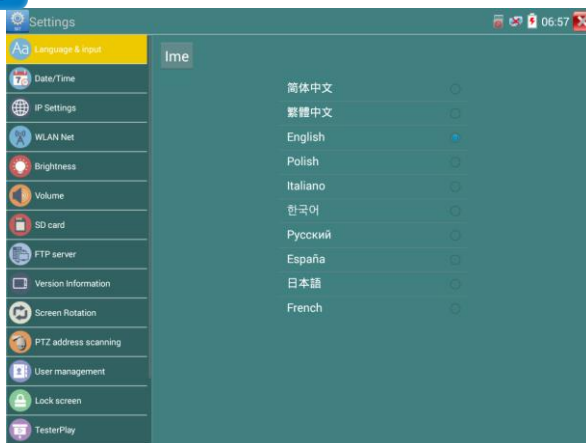 Settings
06:57
Language & input
Date/Time
IP Settings
WLAN Net
Brightness
Volume
SD card
FTP server
Version Information
Screen Rotation
PTZ address scanning
User management
Lock screen
TesterPlay
Ime
简体中文
繁體中文
English
Polish
Italiano
한국어
Русский
España
日本語
French